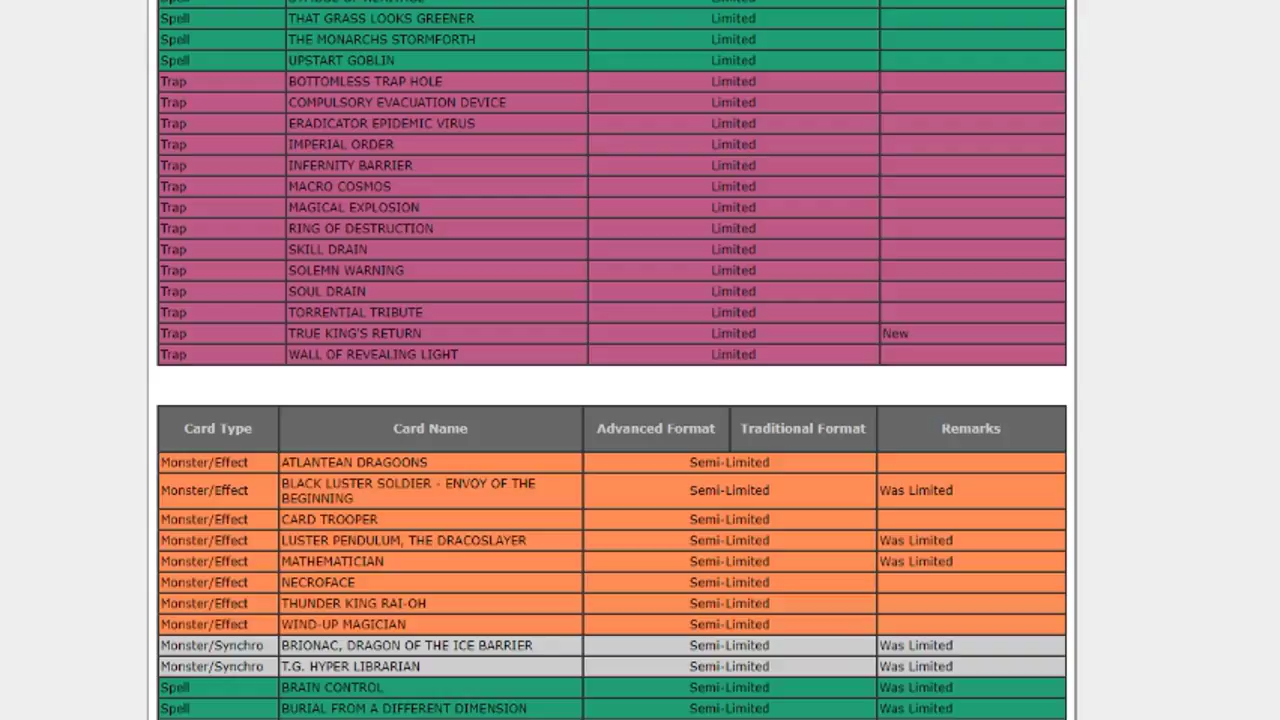 Spell THAT GRASS LOOKS GREENER Limited
Spell THE MONARCHS STORMFORTH Limited
Spell UPSTART GOBLIN Limited
Trap BOTTOMLESS TRAP HOLE Limited
Trap COMPULSORY EVACUATION DEVICE Limited
Trap ERADICATOR EPIDEMIC VIRUS Limited
Trap IMPERIAL ORDER Limited
Trap INFERNITY BARRIER Limited
Trap MACRO COSMOS Limited
Trap MAGICAL EXPLOSION Limited
Trap RING OF DESTRUCTION Limited
Trap SKILL DRAIN Limited
Trap SOLEMN WARNING Limited
Trap SOUL DRAIN Limited
Trap TORRENTIAL TRIBUTE Limited
Trap TRUE KING'S RETURN Limited New
Trap WALL OF REVEALING LIGHT Limited
Card Type Card Name Advanced Format Traditional Format Remarks
Monster/Effect ATLANTEAN DRAGOONS Semi-Limited
Monster/Effect BLACK LUSTER SOLDIER - ENVOY OF THE
BEGINNING Semi-Limited Was Limited
Monster/Effect CARD TROOPER Semi-Limited
Monster/Effect LUSTER PENDULUM, THE DRACOSLAYER Semi-Limited Was Limited
Monster/Effect MATHEMATICIAN Semi-Limited Was Limited
Monster/Effect NECROFACE Semi-Limited
Monster/Effect THUNDER KING RAI-OH Semi-Limited
Monster/Effect WIND-UP MAGICIAN Semi-Limited
Monster/Synchro BRIONAC, DRAGON OF THE ICE BARRIER Semi-Limited Was Limited
Monster/Synchro T.G. HYPER LIBRARIAN Semi-Limited Was Limited
Spell BRAIN CONTROL Semi-Limited Was Limited
Spell BURIAL FROM A DIFFERENT DIMENSION Semi-Limited Was Limited